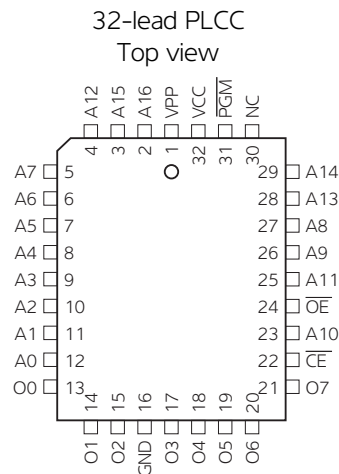 32-lead PLCC
Top view
A12 A15 A16 VPP VCC PGM NC
4 3 2 1 32 31 30
A7 5 29 A14
A6 6 28 A13
A5 7 27 A8
A4 8 26 A9
A3 9 25 A11
A2 10 24 OE
A1 11 23 A10
A0 12 22 CE
O0 13 21 O7
14 15 16 17 18 19 20
O1 O2 GND O3 O4 O5 O6